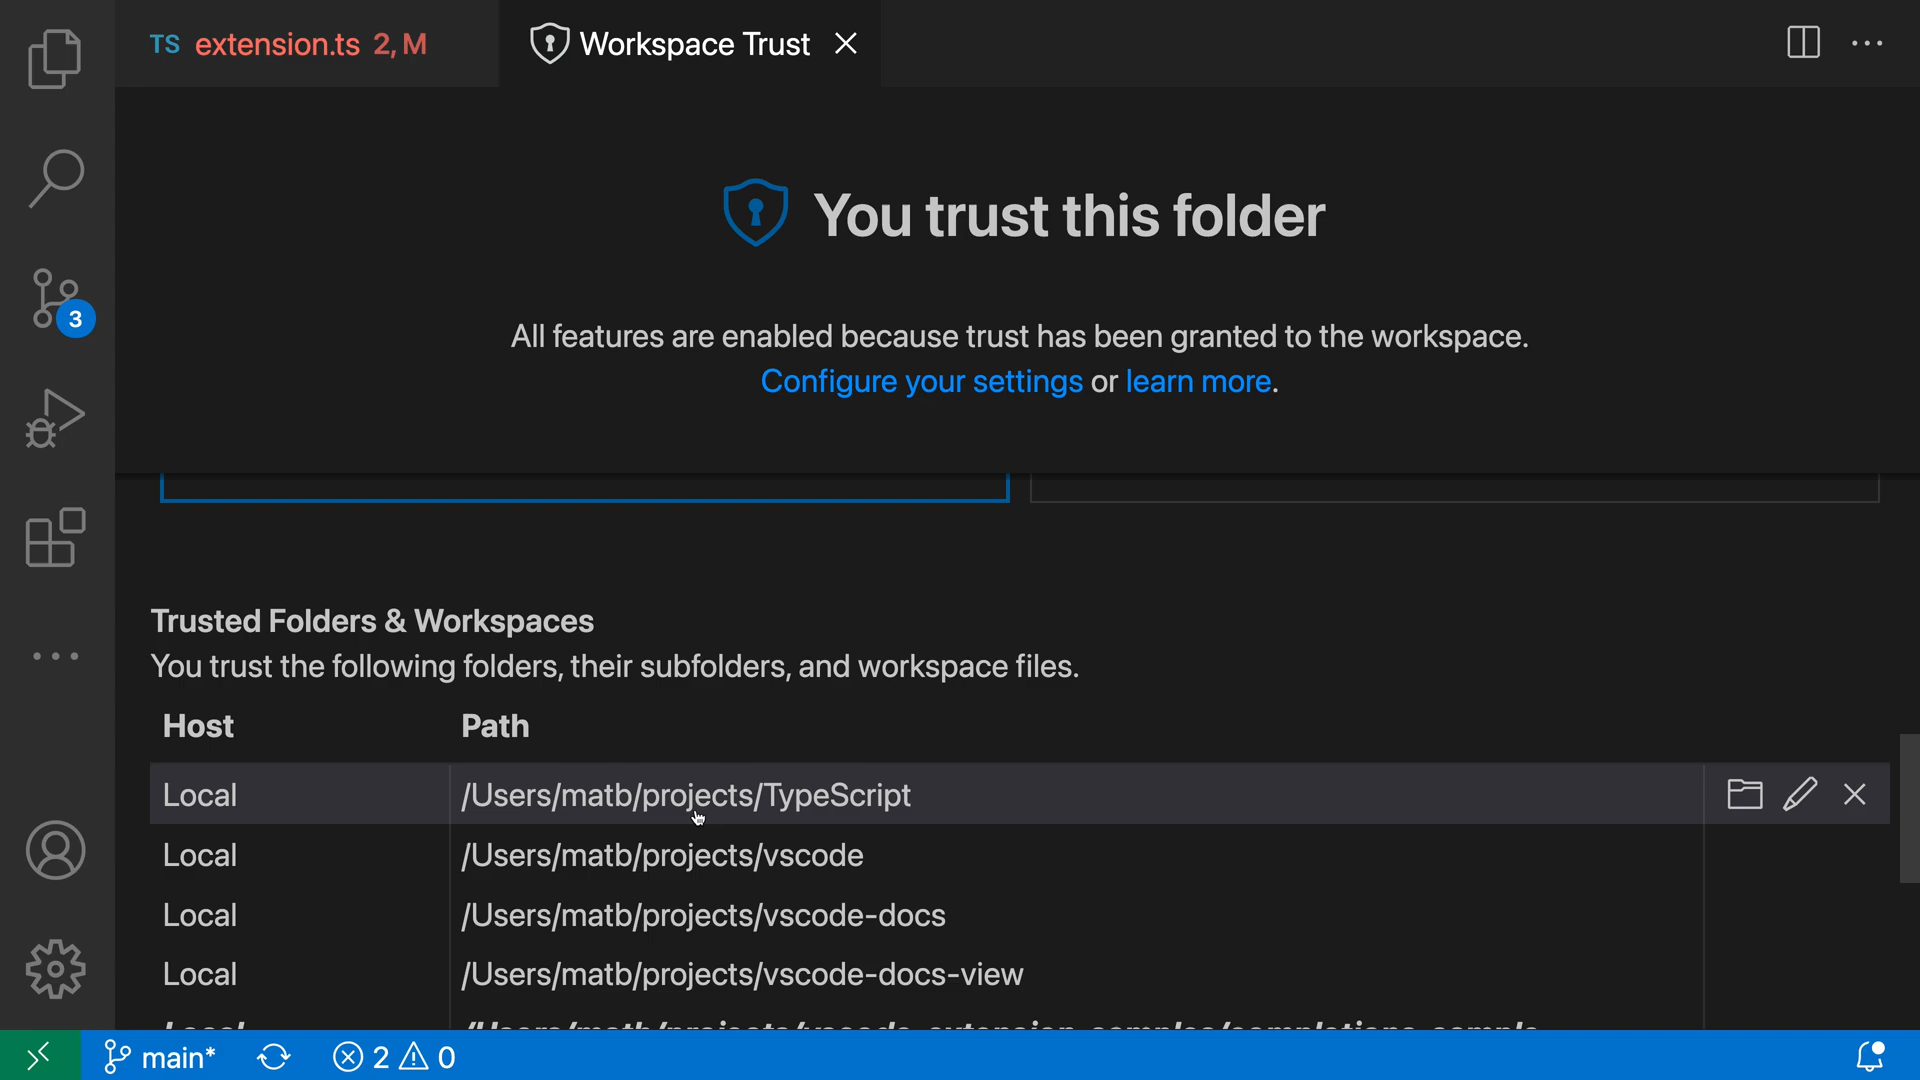 TS extension.ts 2, M
Workspace Trust
You trust this folder
All features are enabled because trust has been granted to the workspace.
Configure your settings or learn more.
3
Trusted Folders & Workspaces
You trust the following folders, their subfolders, and workspace files.
Host Path
Local /Users/matb/projects/TypeScript
Local /Users/matb/projects/vscode
Local /Users/matb/projects/vscode-docs
Local /Users/matb/projects/vscode-docs-view
main* 2 0